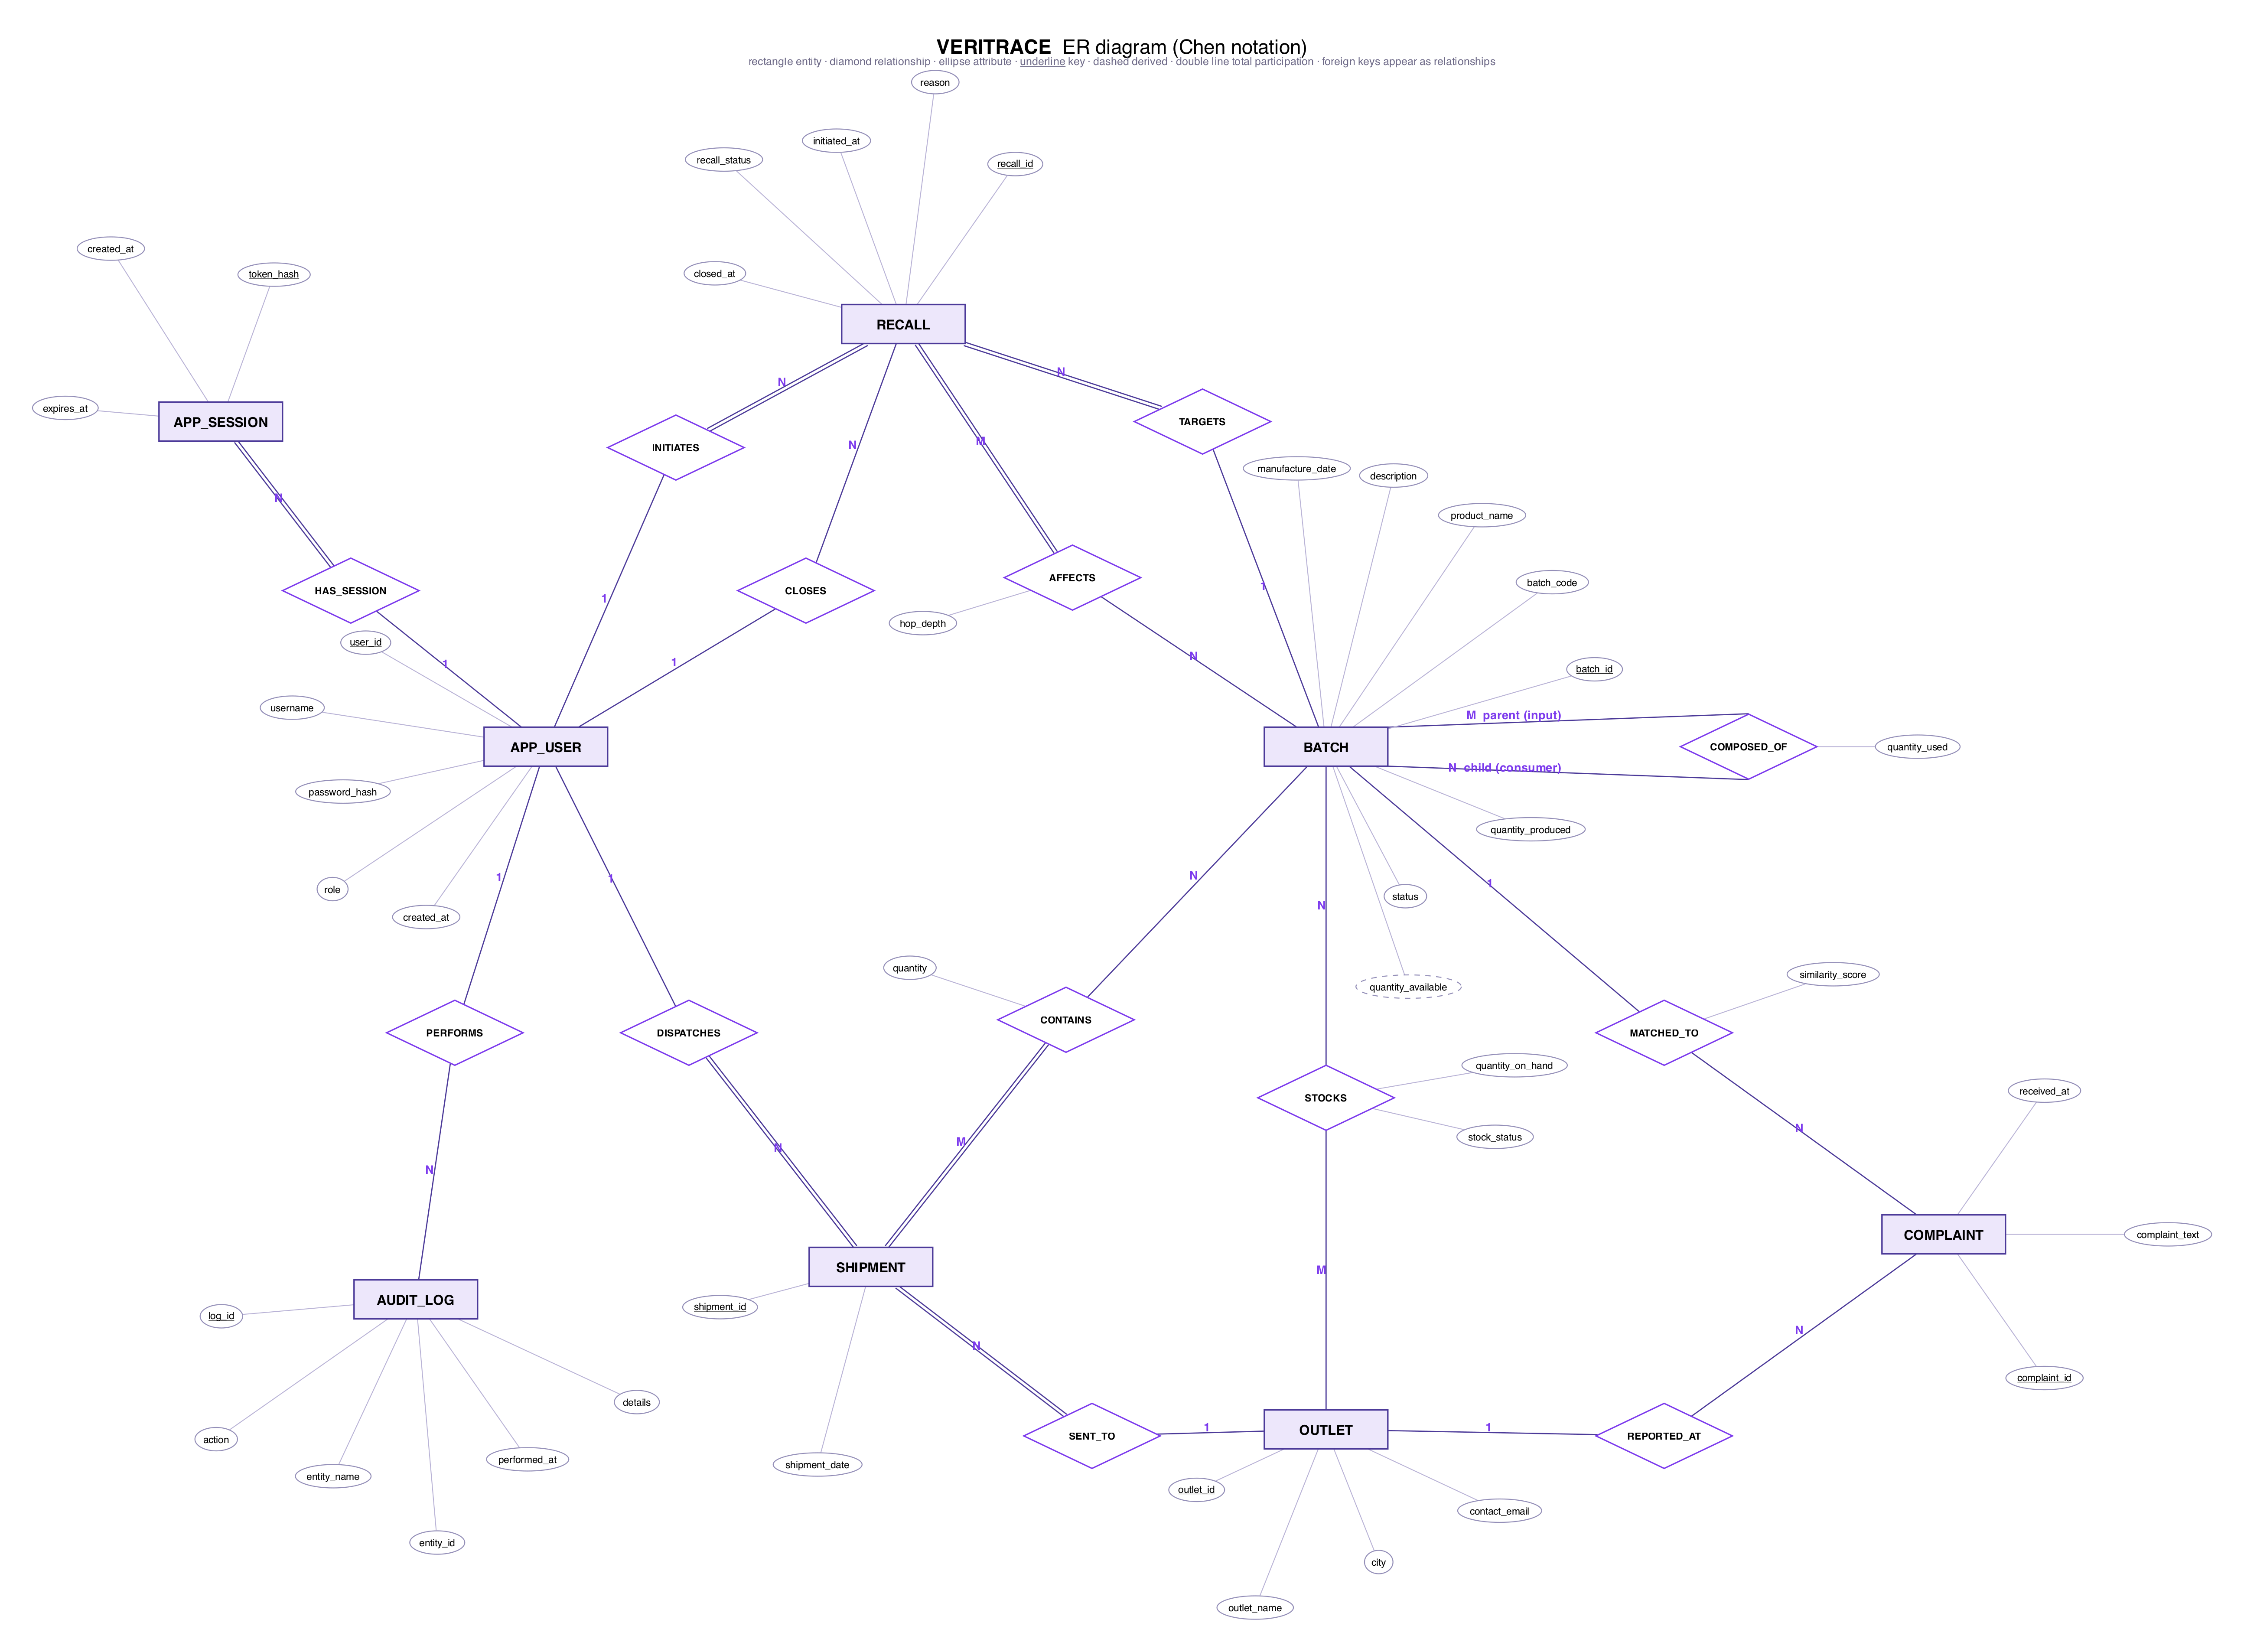 VERITRACE ER diagram (Chen notation)
rectangle entity · diamond relationship · ellipse attribute · underline key · dashed derived · double line total participation · foreign keys appear as relationships
reason
initiated_at
recall_status
recall_id
created_at
token_hash
closed_at
RECALL
expires_at
APP_SESSION
N
N
TARGETS
INITIATES
N
M
manufacture_date
description
N
product_name
HAS_SESSION
CLOSES
AFFECTS
batch_code
1
1
hop_depth
user_id
1
1
N
batch_id
username
M parent (input)
APP_USER
BATCH
COMPOSED_OF
quantity_used
N child (consumer)
password_hash
quantity_produced
role
1
1
N
1
status
N
created_at
quantity
similarity_score
quantity_available
CONTAINS
PERFORMS
DISPATCHES
MATCHED_TO
quantity_on_hand
received_at
STOCKS
N
M
stock_status
N
N
COMPLAINT
complaint_text
SHIPMENT
M
AUDIT_LOG
shipment_id
log_id
N
N
complaint_id
details
1
1
SENT_TO
OUTLET
REPORTED_AT
action
performed_at
shipment_date
entity_name
outlet_id
contact_email
entity_id
city
outlet_name